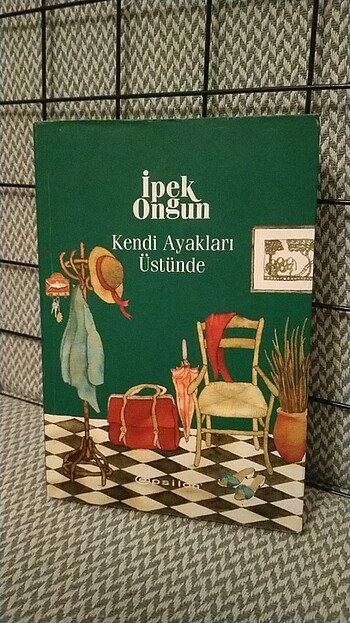 İpek
Ongun
Kendi Ayakları
Üstünde
epsilon